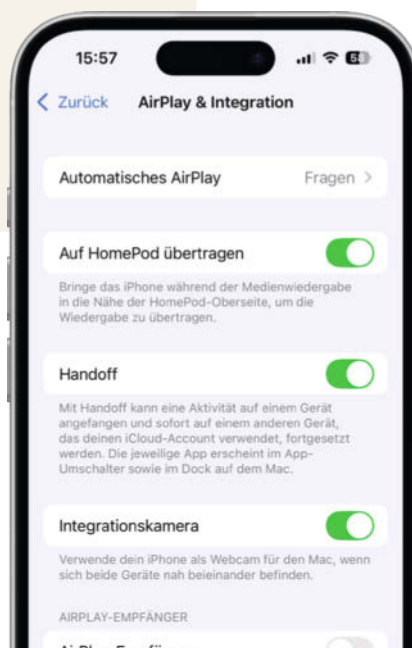 15:57
58
Zurück AirPlay & Integration
Automatisches AirPlay Fragen
Auf HomePod übertragen
Bringe das iPhone während der Medienwiedergabe
in die Nähe der HomePod-Oberseite, um die
Wiedergabe zu übertragen.
Handoff
Mit Handoff kann eine Aktivität auf einem Gerät
angefangen und sofort auf einem anderen Gerät,
das deinen iCloud-Account verwendet, fortgesetzt
werden. Die jeweilige App erscheint im App-
Umschalter sowie im Dock auf dem Mac.
Integrationskamera
Verwende dein iPhone als Webcam für den Mac, wenn
sich beide Geräte nah beieinander befinden.
AIRPLAY-EMPFÄNGER